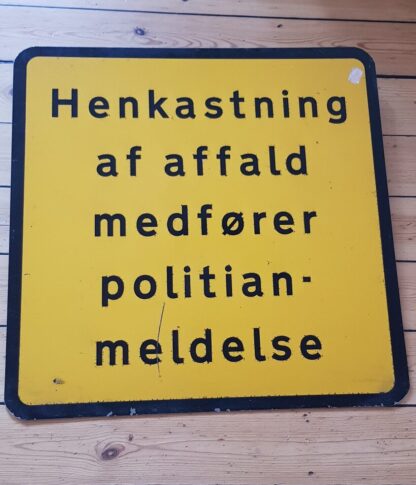 Henkastning
af affald
medfører
politian-
meldelse